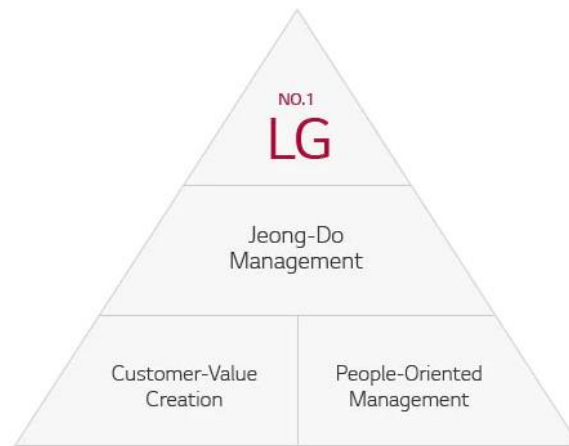 NO.1
LG
Jeong-Do
Management
Customer-Value
Creation
People-Oriented
Management